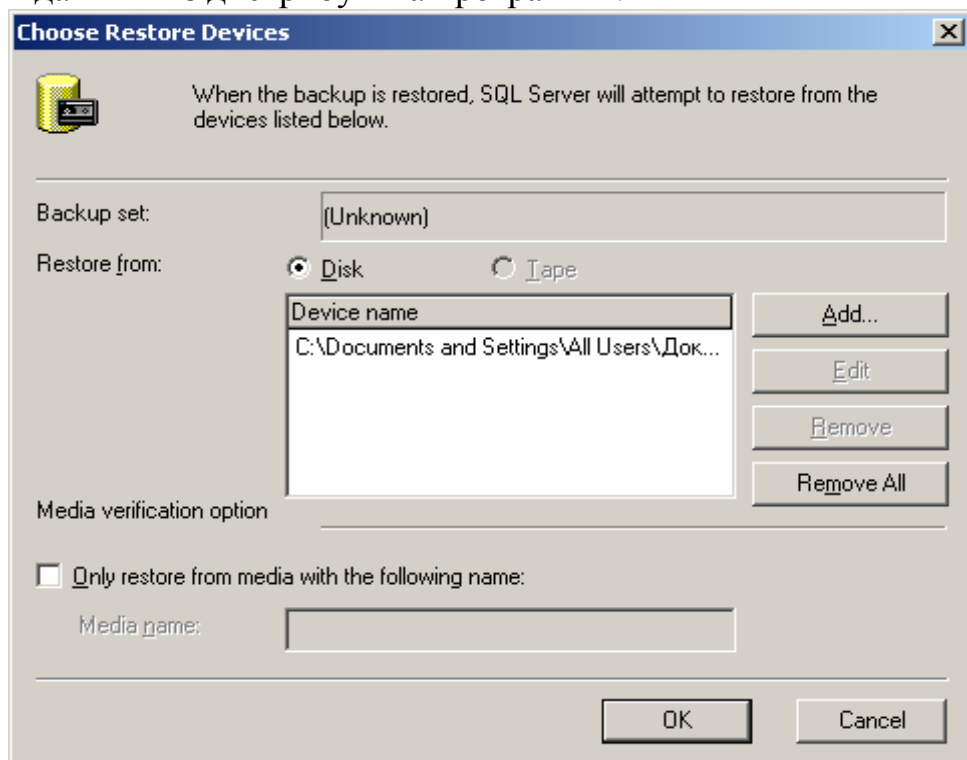 Choose Restore Devices
When the backup is restored, SQL Server will attempt to restore from the
devices listed below.
Backup set:
(Unknown)
Restore from:
Disk
Tape
Device name
Add...
C:\Documents and Settings\All Users\Док...
Edit
Remove
Remove All
Media verification option
Only restore from media with the following name:
Media name:
OK
Cancel